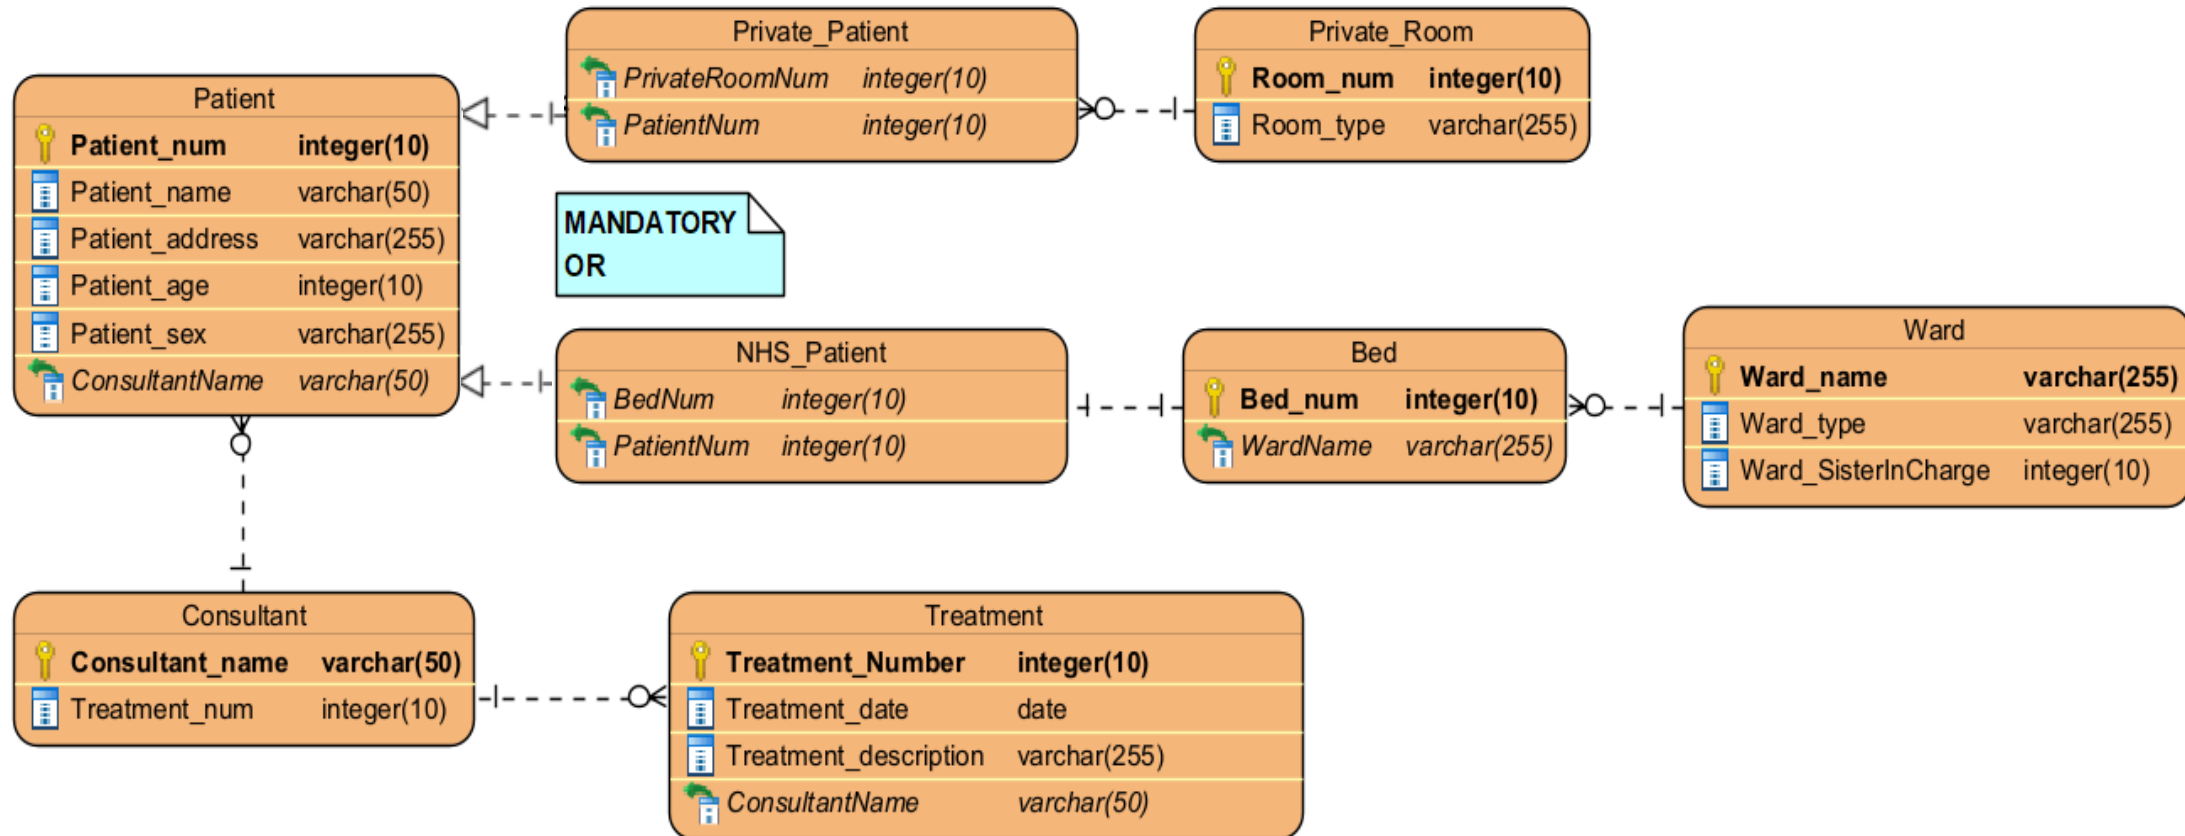 Private_Patient
PrivateRoomNum integer(10)
PatientNum integer(10)
Private_Room
Room_num integer(10)
Room_type varchar(255)
Patient
Patient_num integer(10)
Patient_name varchar(50)
Patient_address varchar(255)
Patient_age integer(10)
Patient_sex varchar(255)
ConsultantName varchar(50)
MANDATORY
OR
NHS_Patient
BedNum integer(10)
PatientNum integer(10)
Bed
Bed_num integer(10)
WardName varchar(255)
Ward
Ward_name varchar(255)
Ward_type varchar(255)
Ward_SisterInCharge integer(10)
Consultant
Consultant_name varchar(50)
Treatment_num integer(10)
Treatment
Treatment_Number integer(10)
Treatment_date date
Treatment_description varchar(255)
ConsultantName varchar(50)